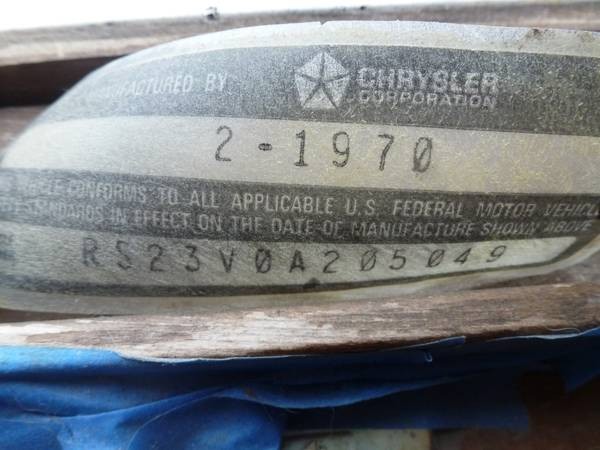 MANUFACTURED BY CHRYSLER
CORPORATION
2-1970
CONFORMS TO ALL APPLICABLE U.S. FEDERAL MOTOR VEHICLE
STANDARDS IN EFFECT ON THE DATE OF MANUFACTURE SHOWN ABOVE
RS23V0A205049